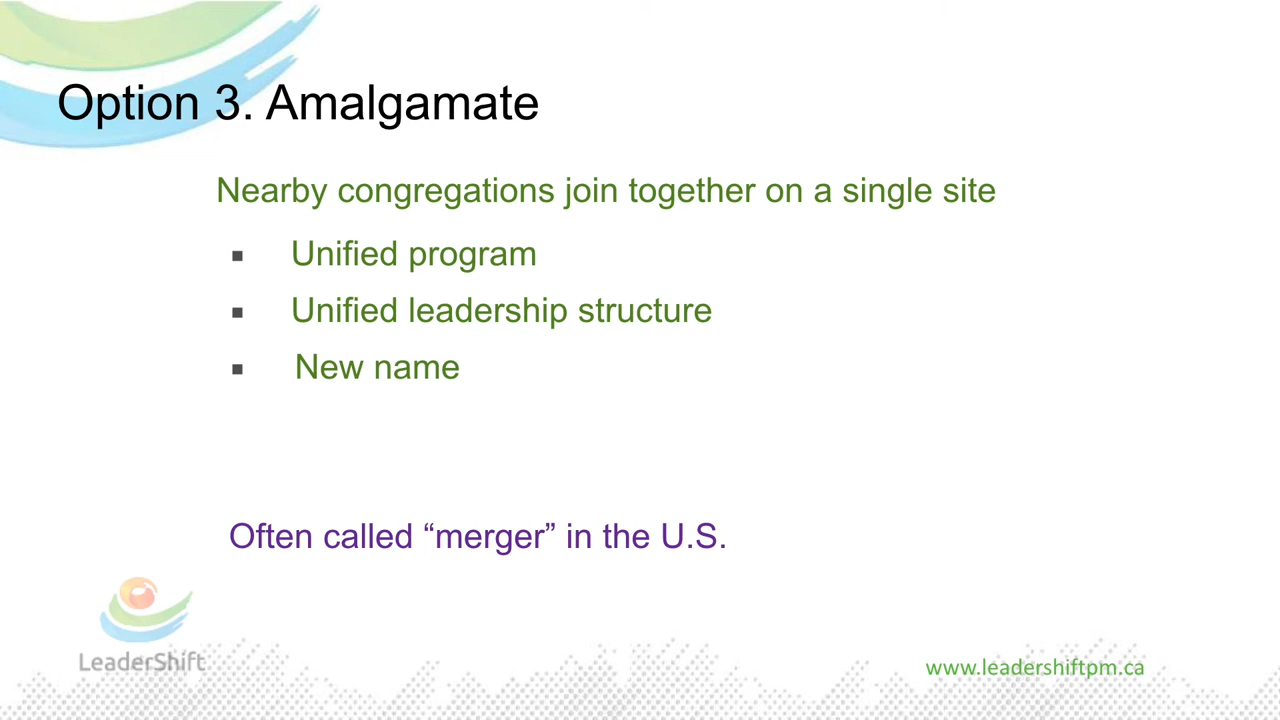 Option 3. Amalgamate
Nearby congregations join together on a single site
▪ Unified program
▪ Unified leadership structure
▪ New name
Often called “merger” in the U.S.
LeaderShift
www.leadershiftpm.ca